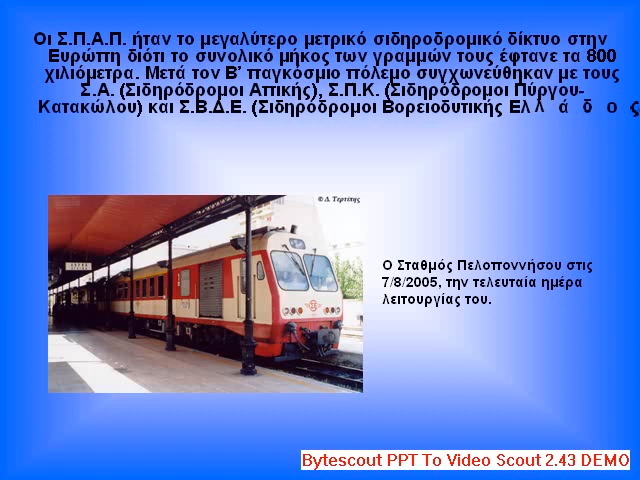 Οι Σ.Π.Α.Π. ήταν το μεγαλύτερο μετρικό σιδηροδρομικό δίκτυο στην
Ευρώπη διότι το συνολικό μήκος των γραμμών τους έφτανε τα 800
χιλιόμετρα. Μετά τον Β' παγκόσμιο πόλεμο συγχωνεύθηκαν με τους
Σ.Α. (Σιδηρόδρομοι Αττικής), Σ.Π.Κ. (Σιδηρόδρομοι Πύργου-
Κατακώλου) και Σ.Β.Δ.Ε. (Σιδηρόδρομοι Βορειοδυτικής Ελλάδος
© Δ. Τερτίπης
Ο Σταθμός Πελοποννήσου στις
7/8/2005, την τελευταία ημέρα
λειτουργίας του.
Bytescout PPT To Video Scout 2.43 DEMO